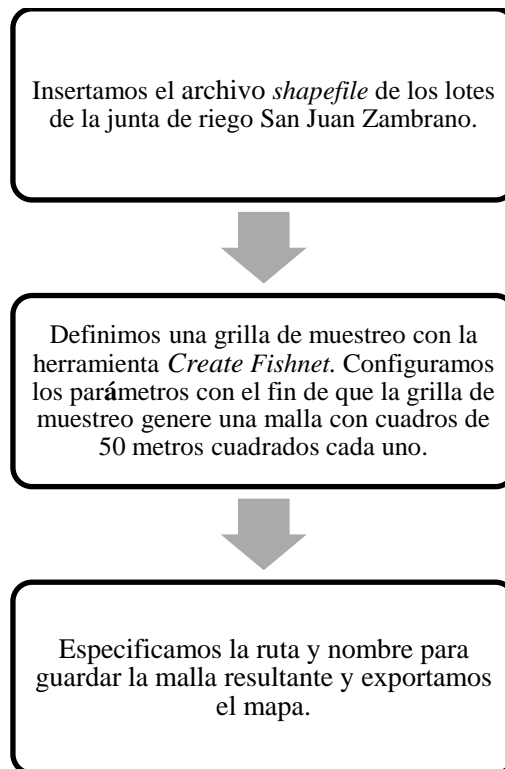 Insertamos el archivo shapefile de los lotes
de la junta de riego San Juan Zambrano.
Definimos una grilla de muestreo con la
herramienta Create Fishnet. Configuramos
los parámetros con el fin de que la grilla de
muestreo genere una malla con cuadros de
50 metros cuadrados cada uno.
Especificamos la ruta y nombre para
guardar la malla resultante y exportamos
el mapa.